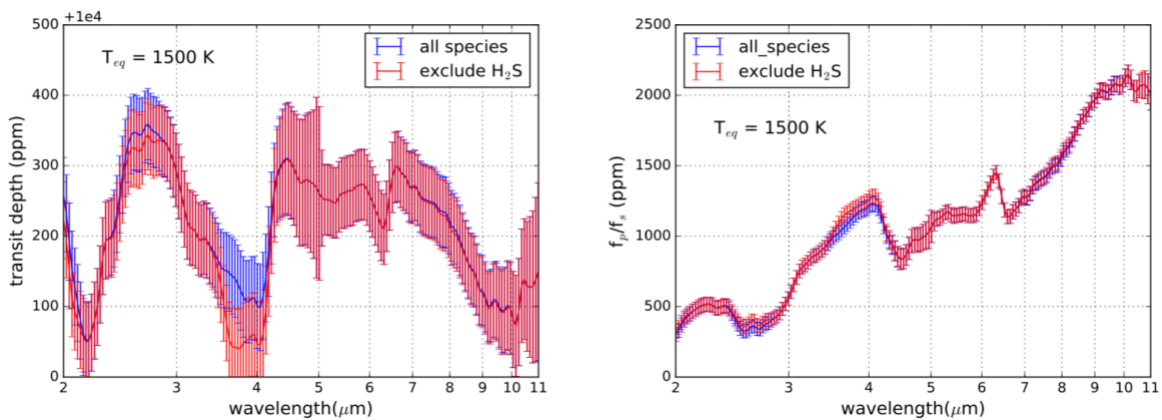 +1e4
500
400
300
200
100
0
transit depth (ppm)
T_eq = 1500 K
all species
exclude H₂S
2 3 4 5 6 7 8 9 10 11
wavelength(μm)
2500
2000
1500
1000
500
0
f_p/f_s (ppm)
all_species
exclude H₂S
T_eq = 1500 K
2 3 4 5 6 7 8 9 10 11
wavelength(μm)